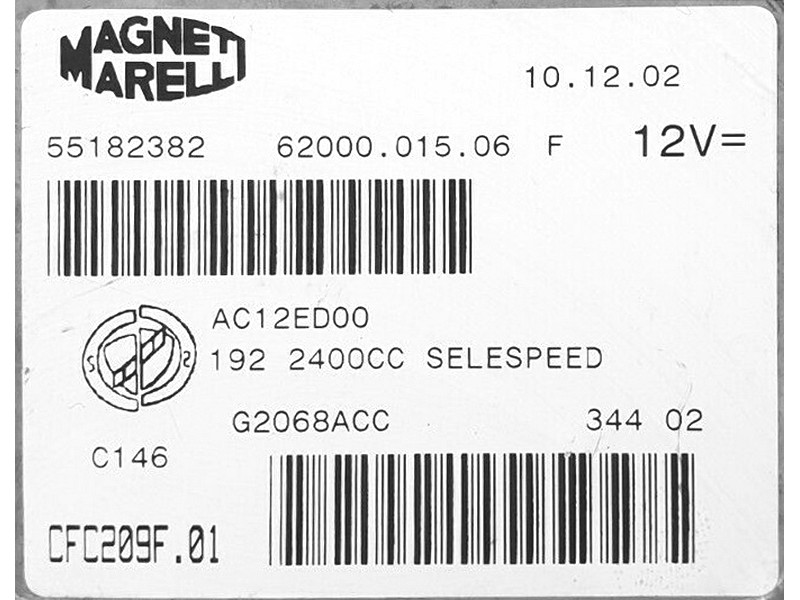 MAGNETI
MARELLI
10.12.02
55182382 62000.015.06 F 12V=
AC12ED00
192 2400CC SELESPEED
G2068ACC 344 02
C146
CFC209F.01